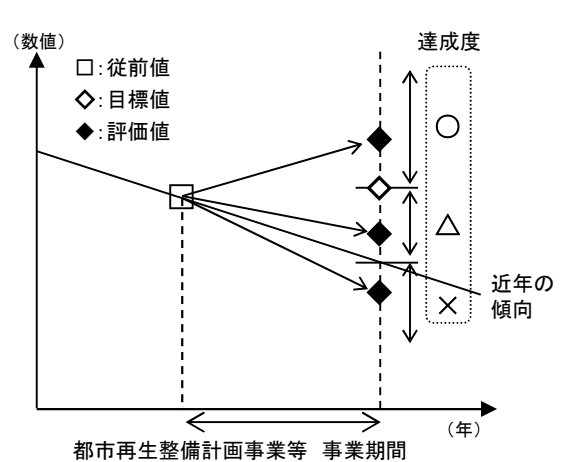 （数値）
達成度
□：従前値
◇：目標値
◆：評価値
○
△
×
近年の
傾向
（年）
都市再生整備計画事業等　事業期間